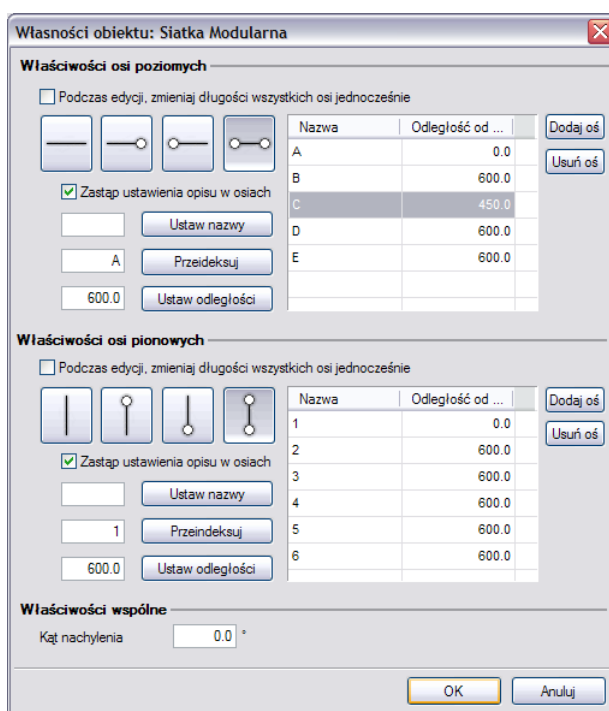 Własności obiektu: Siatka Modularna
Właściwości osi poziomych
Podczas edycji, zmieniaj długości wszystkich osi jednocześnie
Nazwa Odległość od ...
A 0.0
B 600.0
C 450.0
D 600.0
E 600.0
Dodaj oś
Usuń oś
Zastąp ustawienia opisu w osiach
Ustaw nazwy
A Przeideksuj
600.0 Ustaw odległości
Właściwości osi pionowych
Podczas edycji, zmieniaj długości wszystkich osi jednocześnie
Nazwa Odległość od ...
1 0.0
2 600.0
3 600.0
4 600.0
5 600.0
6 600.0
Dodaj oś
Usuń oś
Zastąp ustawienia opisu w osiach
Ustaw nazwy
1 Przeindeksuj
600.0 Ustaw odległości
Właściwości wspólne
Kąt nachylenia 0.0 °
OK Anuluj